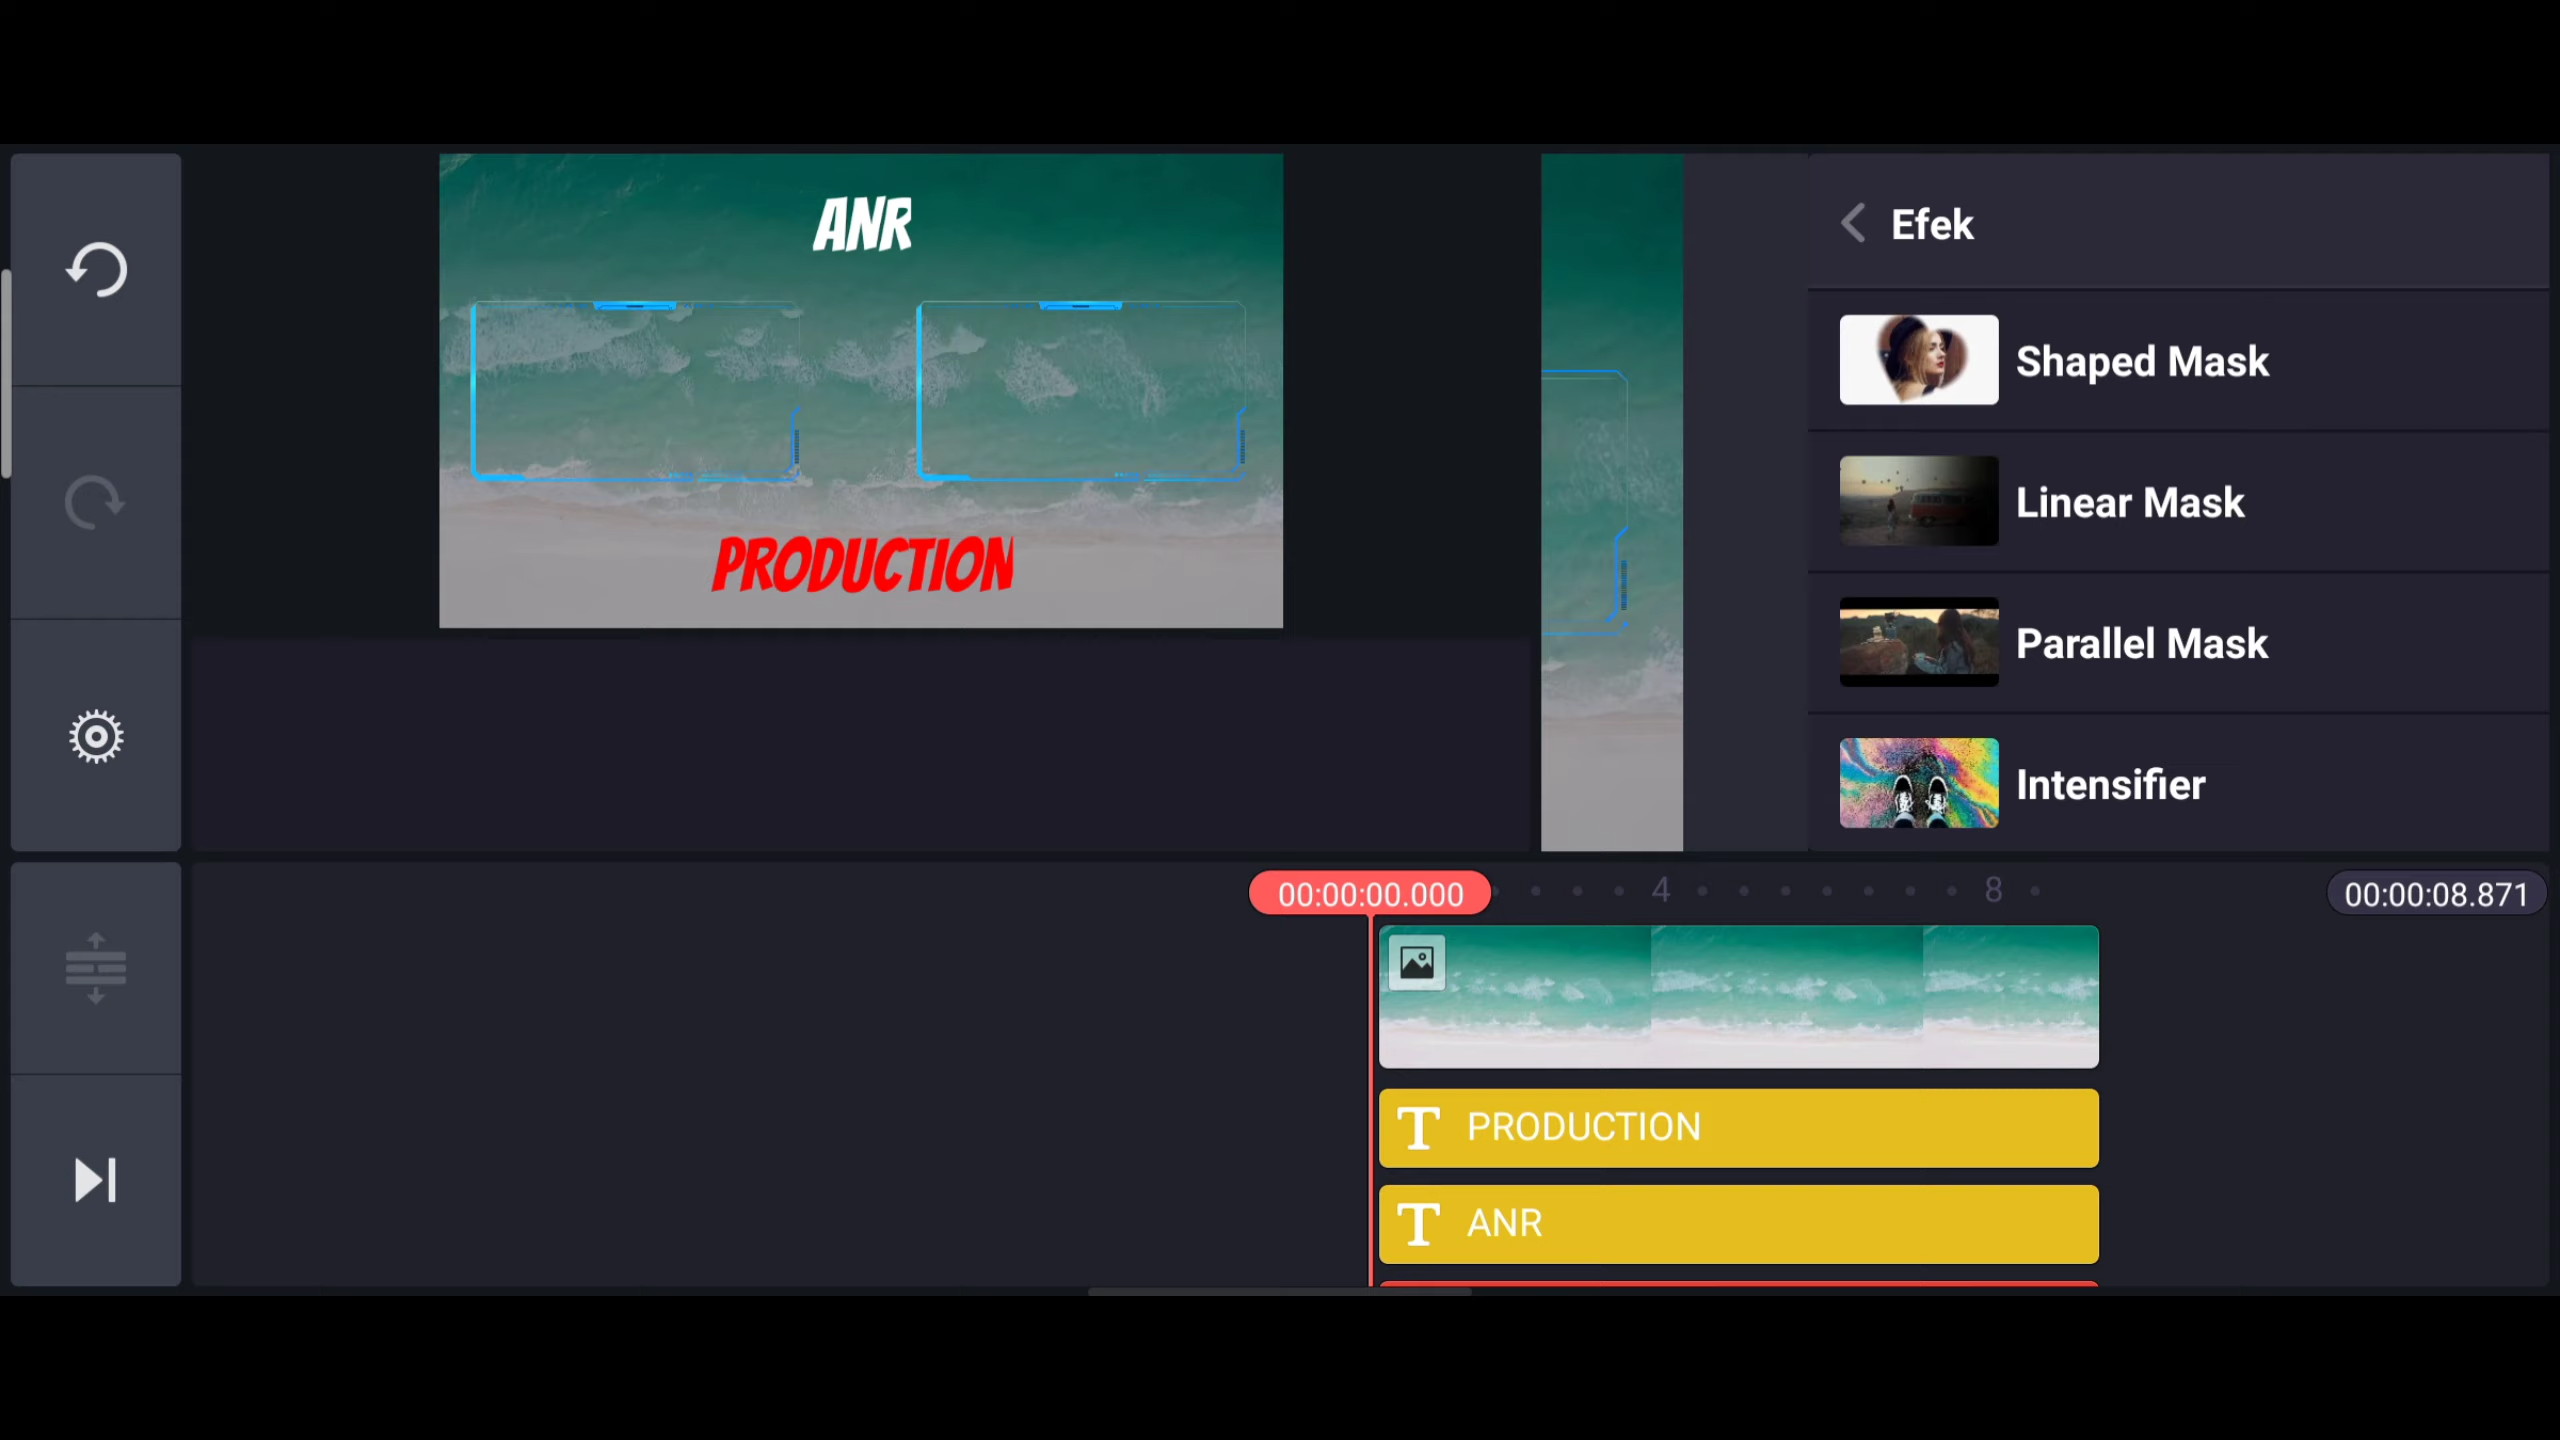 ANR
PRODUCTION
Efek
Shaped Mask
Linear Mask
Parallel Mask
Intensifier
00:00:00.000
4
8
00:00:08.871
T PRODUCTION
T ANR